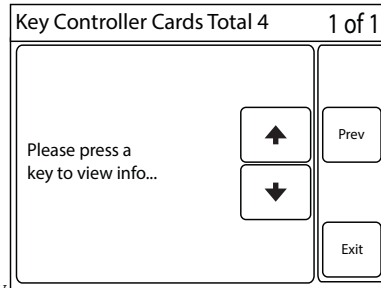 Key Controller Cards Total 4 1 of 1
Please press a
key to view info...
Prev
Exit